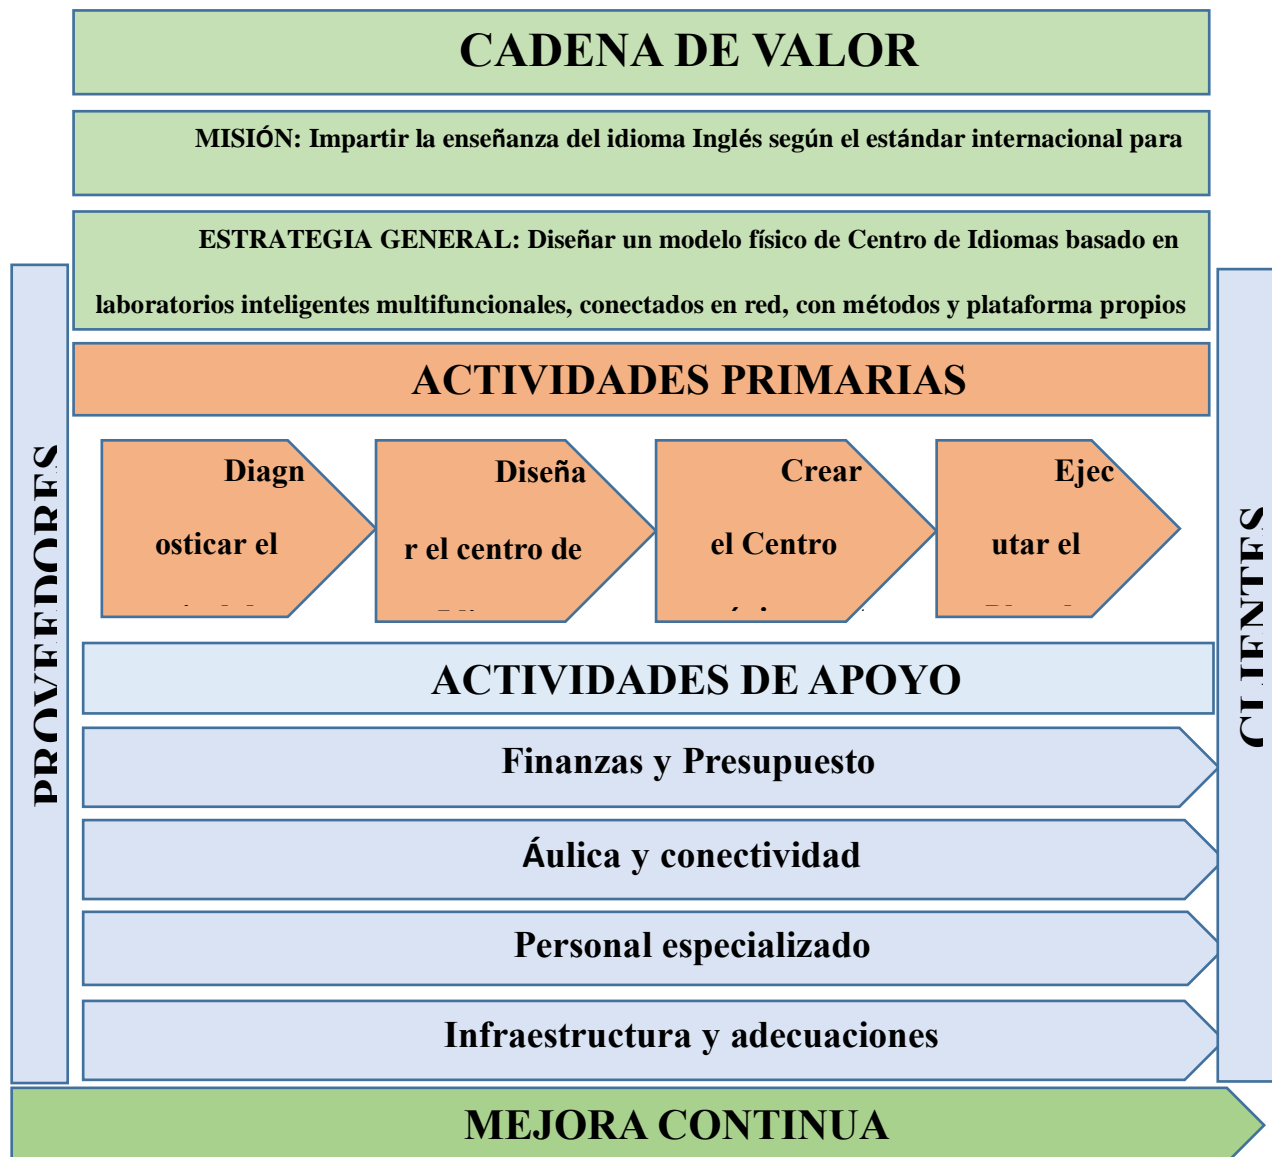 CADENA DE VALOR
MISIÓN: Impartir la enseñanza del idioma Inglés según el estándar internacional para
ESTRATEGIA GENERAL: Diseñar un modelo físico de Centro de Idiomas basado en
laboratorios inteligentes multifuncionales, conectados en red, con métodos y plataforma propios
PROVEEDORES
ACTIVIDADES PRIMARIAS
Diagn
osticar el
Diseña
r el centro de
Crear
el Centro
Ejec
utar el
CLIENTES
ACTIVIDADES DE APOYO
Finanzas y Presupuesto
Áulica y conectividad
Personal especializado
Infraestructura y adecuaciones
MEJORA CONTINUA